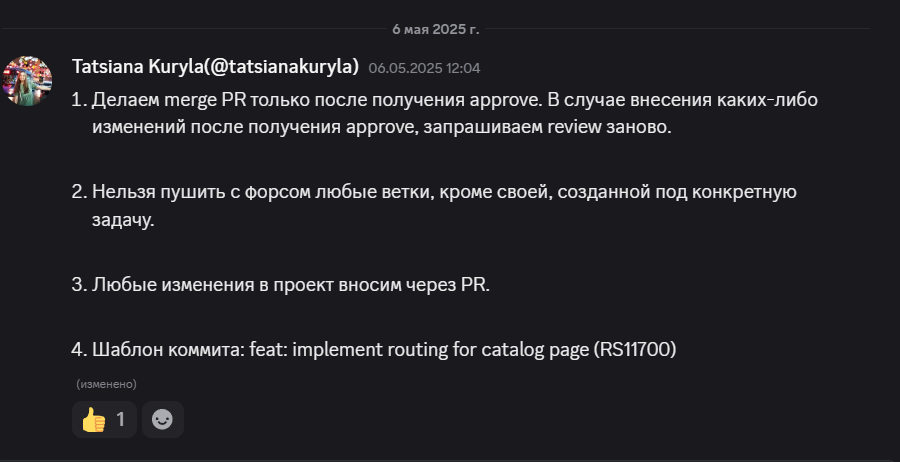 6 мая 2025 г.
Tatsiana Kuryla(@tatsianakuryla) 06.05.2025 12:04
1. Делаем merge PR только после получения approve. В случае внесения каких-либо
изменений после получения approve, запрашиваем review заново.
2. Нельзя пушить с форсом любые ветки, кроме своей, созданной под конкретную
задачу.
3. Любые изменения в проект вносим через PR.
4. Шаблон коммита: feat: implement routing for catalog page (RS11700)
(изменено)
1